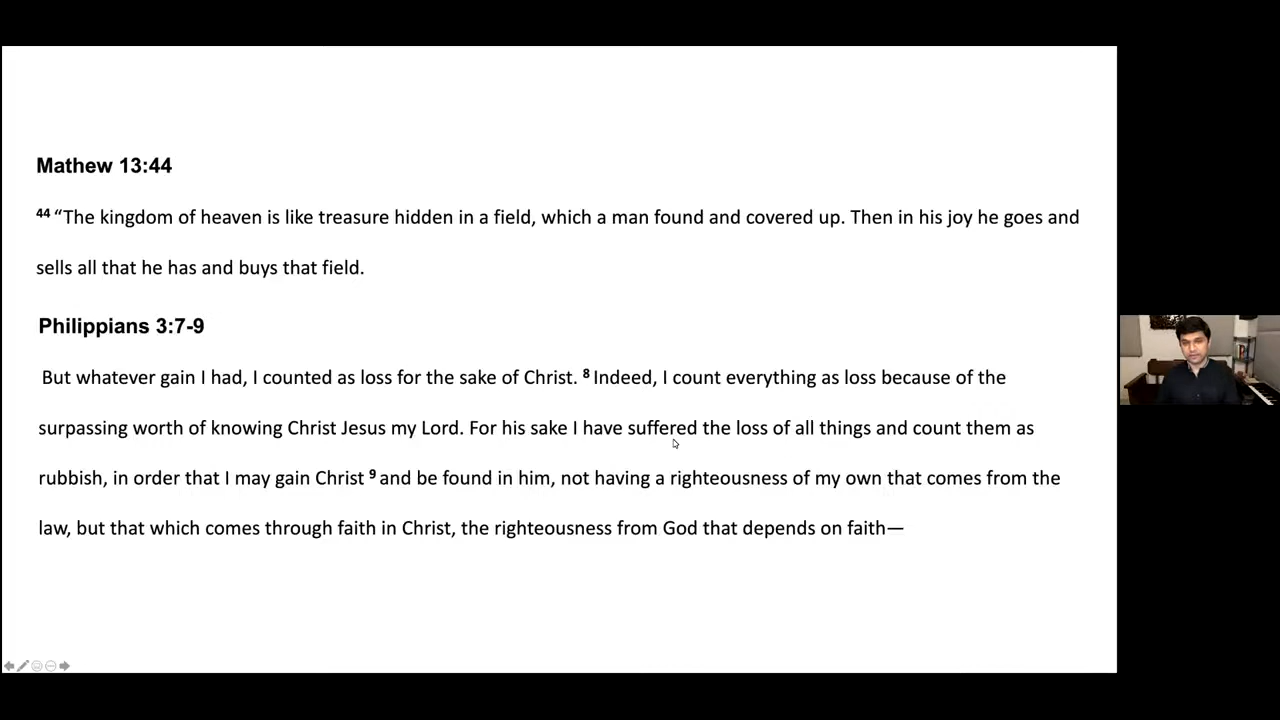 Mathew 13:44
44 “The kingdom of heaven is like treasure hidden in a field, which a man found and covered up. Then in his joy he goes and
sells all that he has and buys that field.
Philippians 3:7-9
But whatever gain I had, I counted as loss for the sake of Christ. 8 Indeed, I count everything as loss because of the
surpassing worth of knowing Christ Jesus my Lord. For his sake I have suffered the loss of all things and count them as
rubbish, in order that I may gain Christ 9 and be found in him, not having a righteousness of my own that comes from the
law, but that which comes through faith in Christ, the righteousness from God that depends on faith—